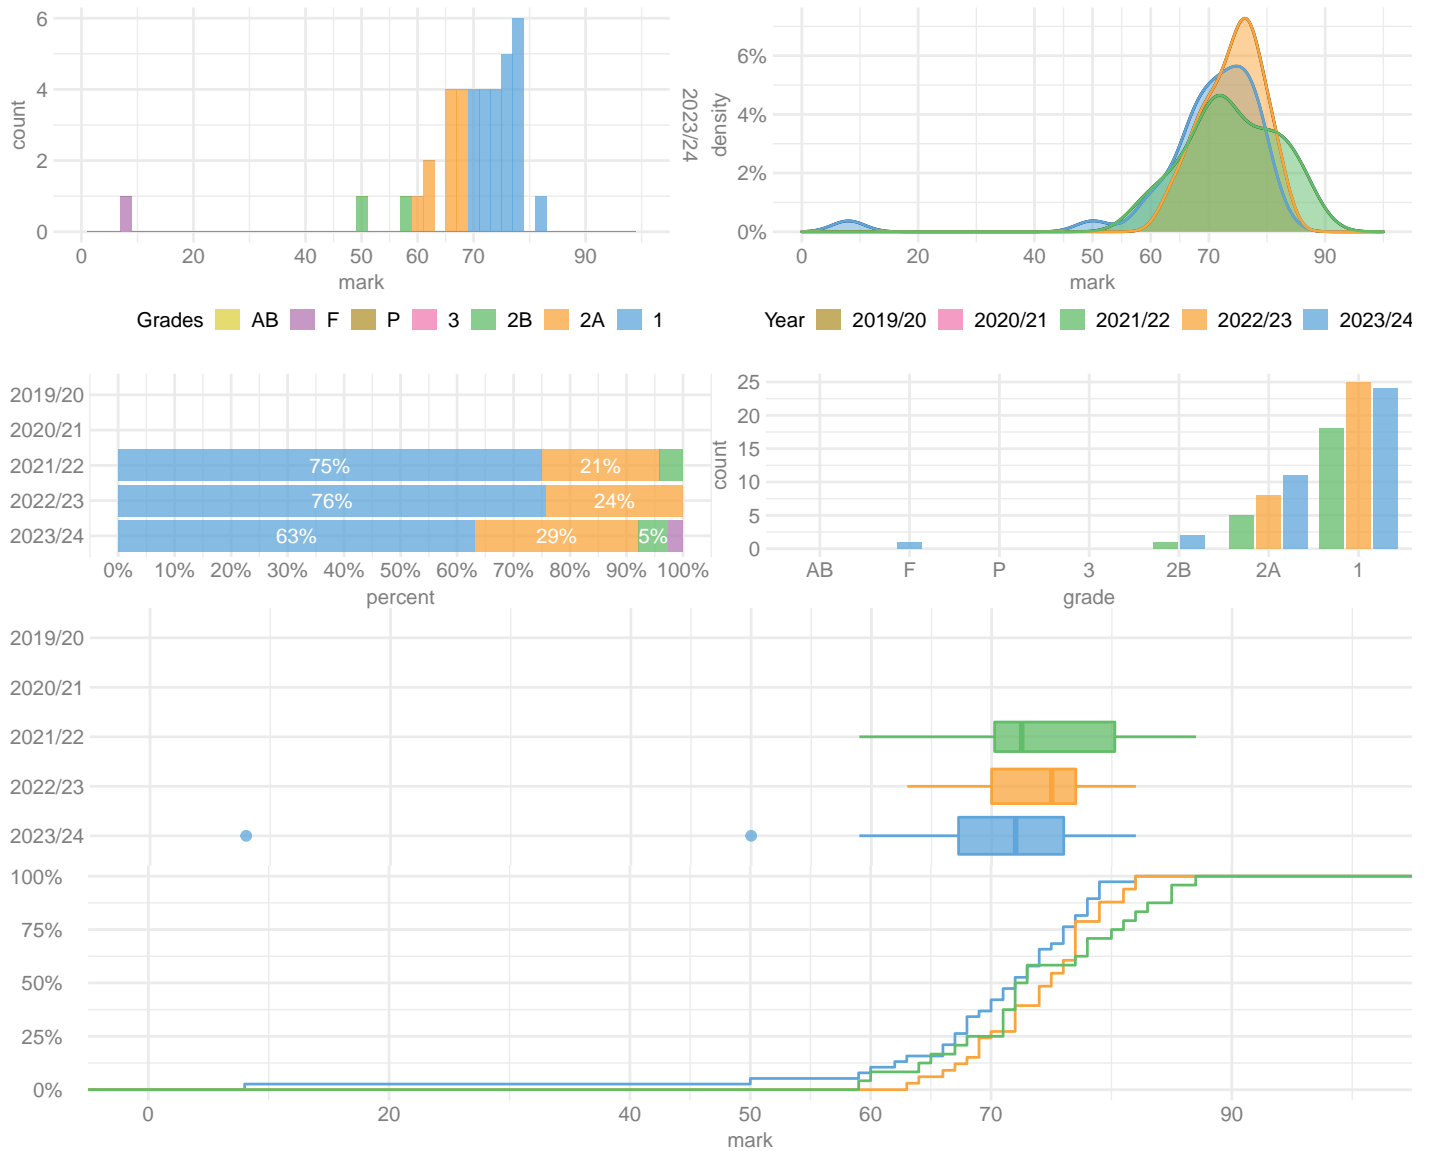 6
4
2
0
count
0 20 40 50 60 70 90
mark
2023/24
6%
4%
2%
0%
density
0 20 40 50 60 70 90
mark
Grades AB F P 3 2B 2A 1
Year 2019/20 2020/21 2021/22 2022/23 2023/24
2019/20
2020/21
2021/22 75% 21%
2022/23 76% 24%
2023/24 63% 29% 5%
0% 10% 20% 30% 40% 50% 60% 70% 80% 90% 100%
percent
25
20
15
10
5
0
count
AB F P 3 2B 2A 1
grade
2019/20
2020/21
2021/22
2022/23
2023/24
100%
75%
50%
25%
0%
0 20 40 50 60 70 90
mark